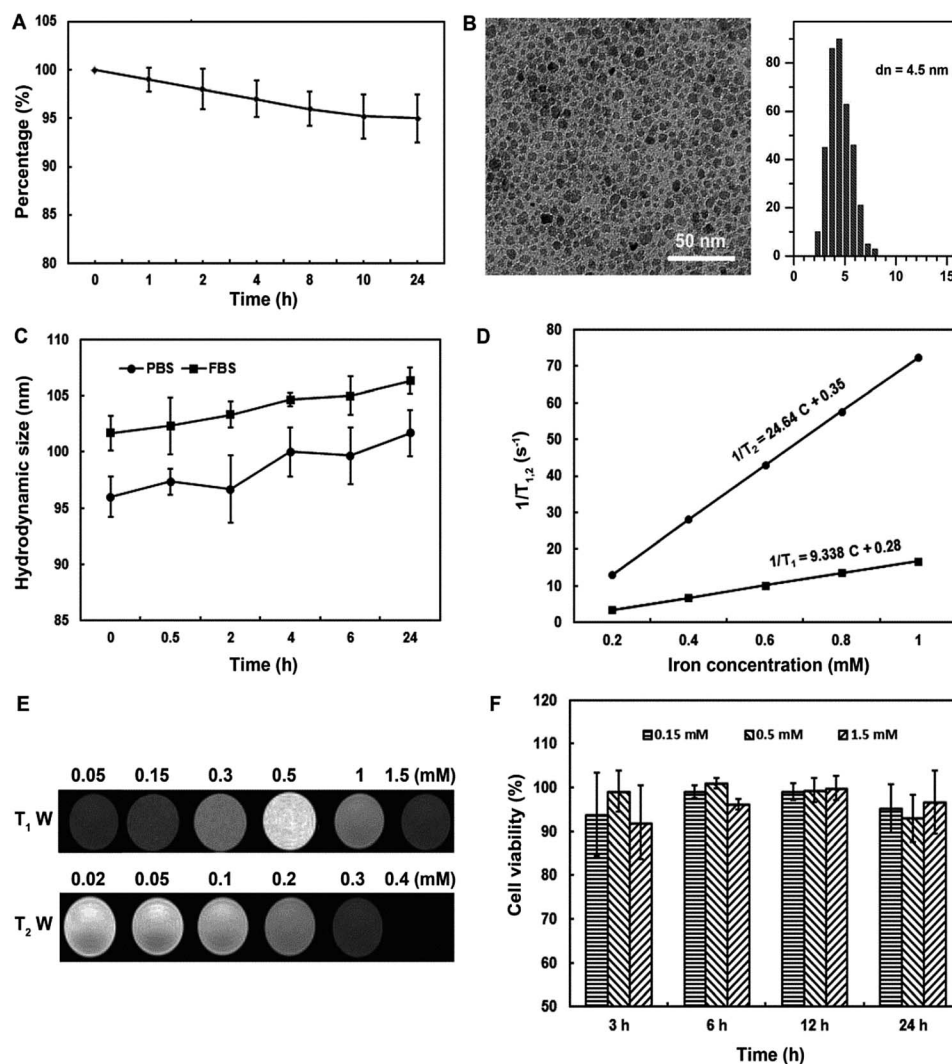 A
105
100
95
90
85
80
Percentage (%)
0 1 2 4 8 10 24
Time (h)
B
50 nm
80
60
40
20
0
dn = 4.5 nm
0 5 10 15
C
110
105
100
95
90
85
Hydrodynamic size (nm)
PBS FBS
0 0.5 2 4 6 24
Time (h)
D
80
70
60
50
40
30
20
10
0
1/T1,2 (s-1)
1/T2 = 24.64 C + 0.35
1/T1 = 9.338 C + 0.28
0.2 0.4 0.6 0.8 1
Iron concentration (mM)
E
0.05 0.15 0.3 0.5 1 1.5 (mM)
T1 W
0.02 0.05 0.1 0.2 0.3 0.4 (mM)
T2 W
F
120
110
100
90
80
70
60
50
Cell viability (%)
0.15 mM 0.5 mM 1.5 mM
3 h 6 h 12 h 24 h
Time (h)